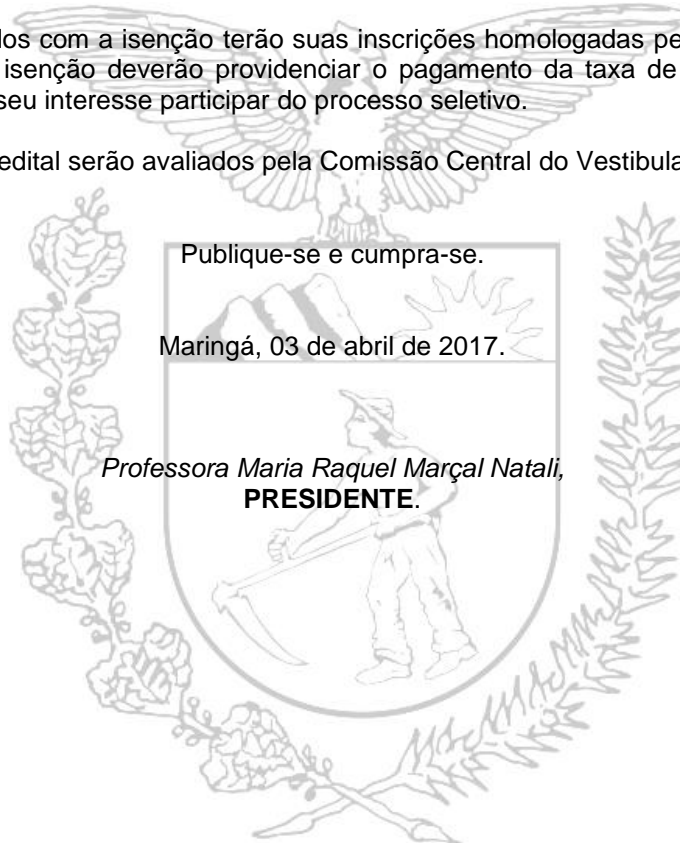 dos com a isenção terão suas inscrições homologadas pe
isenção deverão providenciar o pagamento da taxa de
seu interesse participar do processo seletivo.
edital serão avaliados pela Comissão Central do Vestibula
Publique-se e cumpra-se.
Maringá, 03 de abril de 2017.
Professora Maria Raquel Marçal Natali,
PRESIDENTE.